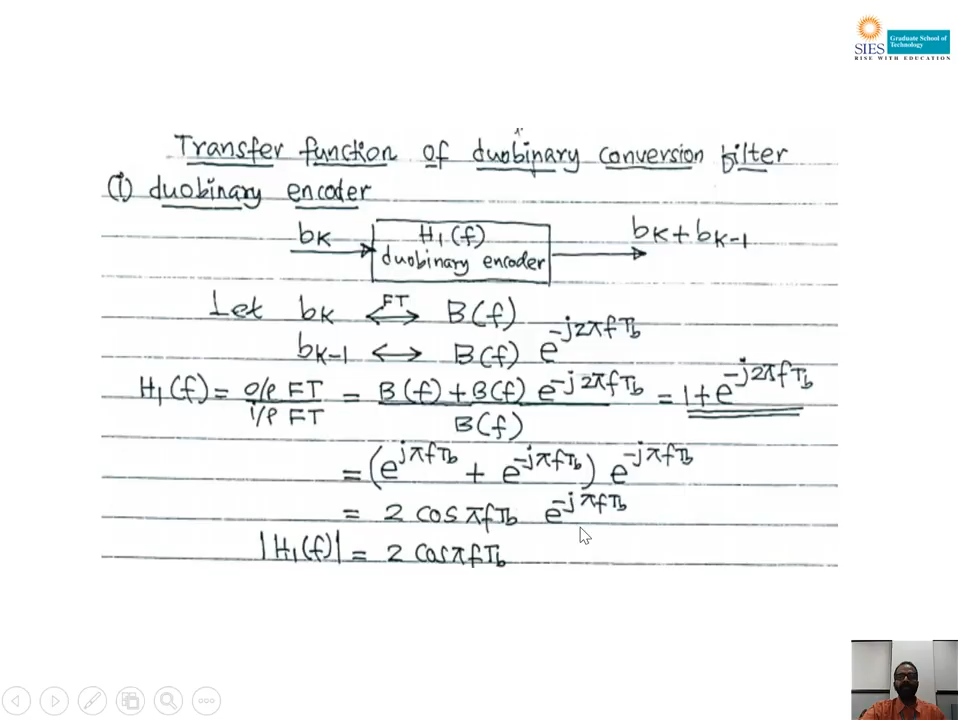 SIES
Graduate School of Technology
RISE WITH EDUCATION
Transfer function of duobinary conversion filter
(i) duobinary encoder
bK H1(f) bK + bK-1
duobinary encoder
Let bK FT ⟺ B(f)
bK-1 ⟷ B(f) e^-j2πfTb
H1(f) = O/P FT / i/P FT = B(f) + B(f) e^-j2πfTb / B(f) = 1 + e^-j2πfTb
= (e^jπfTb + e^-jπfTb) e^-jπfTb
= 2 cos πfTb e^-jπfTb
|H1(f)| = 2 cosπfTb